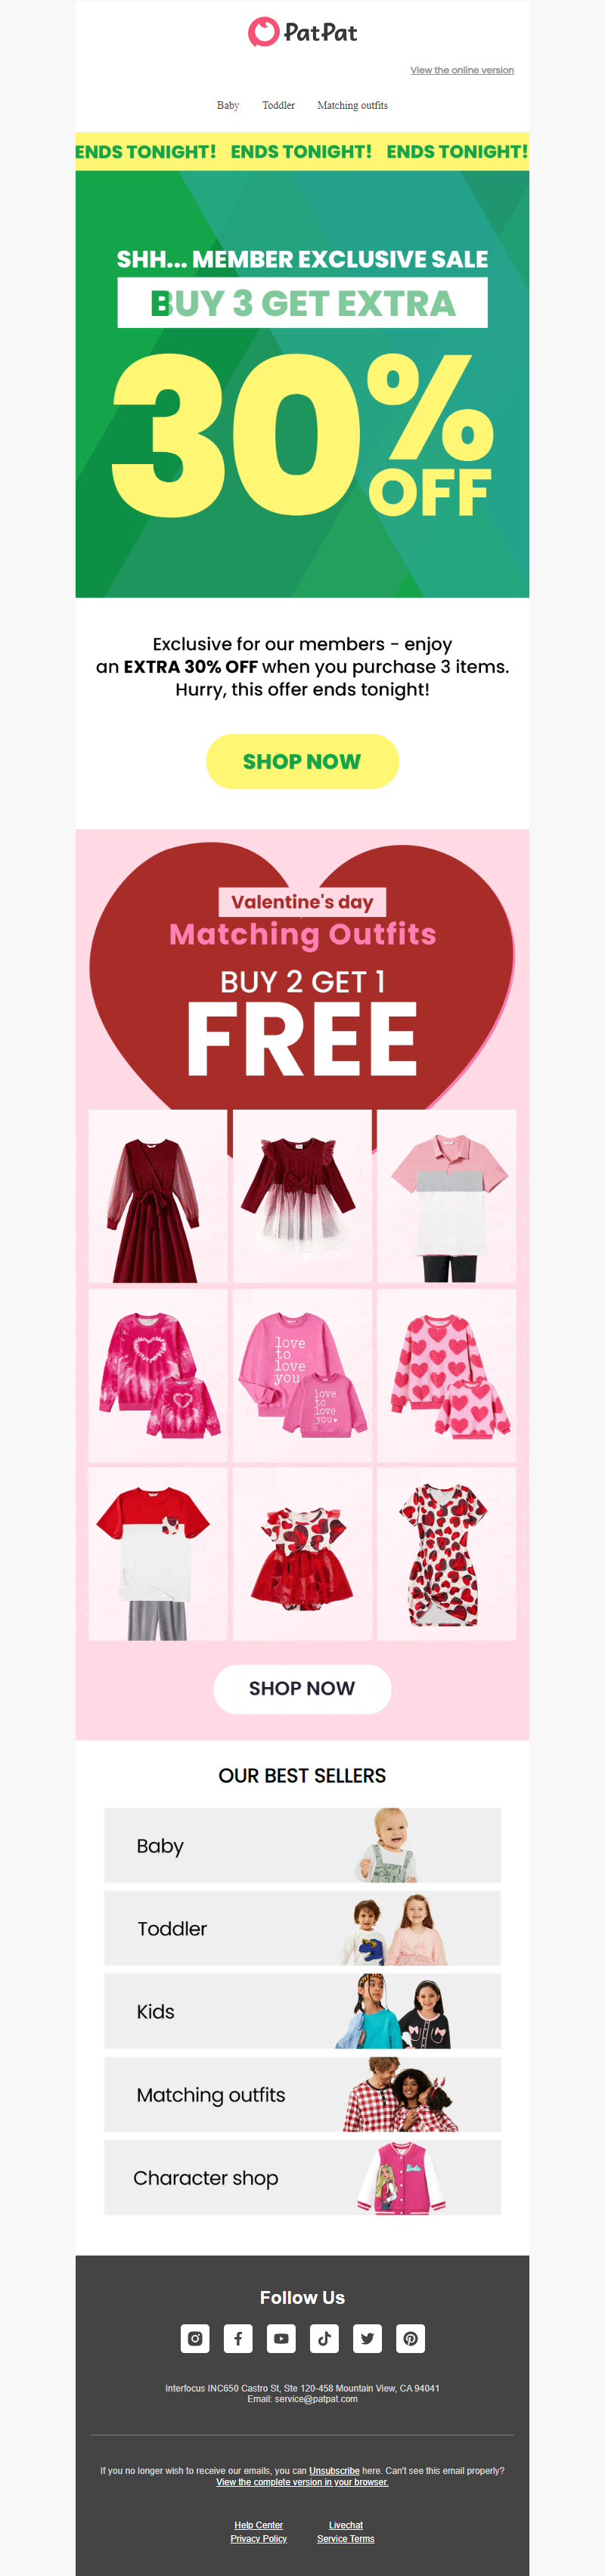 PatPat
View the online version
Baby Toddler Matching outfits
ENDS TONIGHT! ENDS TONIGHT! ENDS TONIGHT!
SHH... MEMBER EXCLUSIVE SALE
BUY 3 GET EXTRA
30%
OFF
Exclusive for our members - enjoy
an EXTRA 30% OFF when you purchase 3 items.
Hurry, this offer ends tonight!
SHOP NOW
Valentine's day
Matching Outfits
BUY 2 GET 1
FREE
love
to
love
you
love
to
love
you♥
SHOP NOW
OUR BEST SELLERS
Baby
Toddler
Kids
Matching outfits
Barbie
Character shop
Follow Us
Interfocus INC650 Castro St, Ste 120-458 Mountain View, CA 94041
Email: service@patpat.com
If you no longer wish to receive our emails, you can Unsubscribe here. Can't see this email properly?
View the complete version in your browser.
Help Center Livechat
Privacy Policy Service Terms